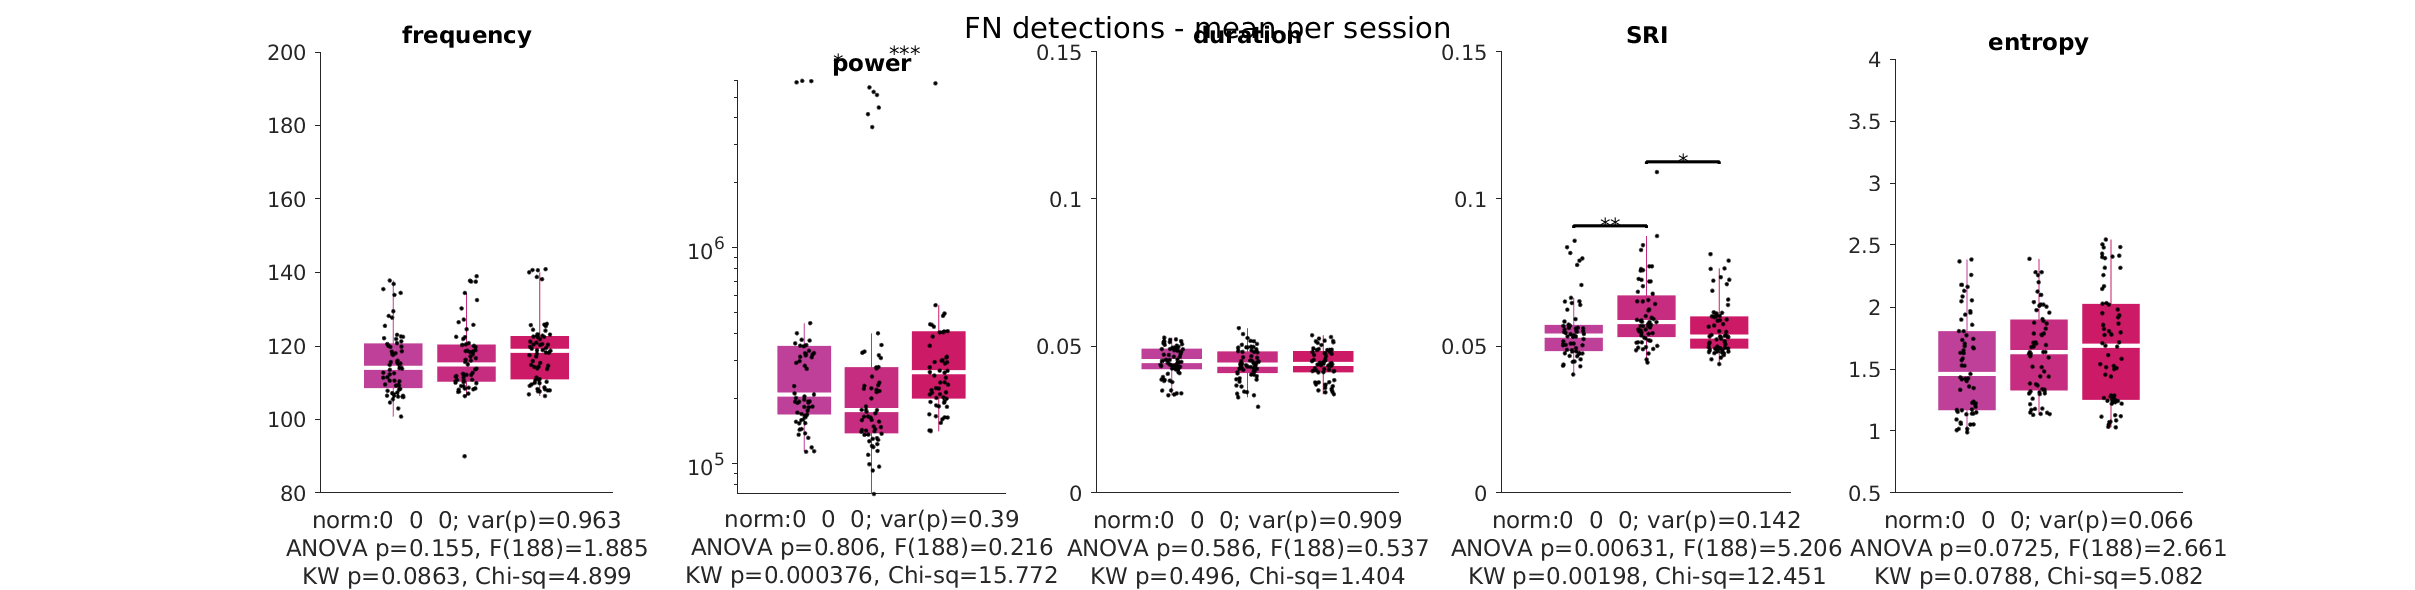 FN detections - mean per session
frequency
200
180
160
140
120
100
80
norm:0 0 0; var(p)=0.963
ANOVA p=0.155, F(188)=1.885
KW p=0.0863, Chi-sq=4.899
* ***
power
10^6
10^5
norm:0 0 0; var(p)=0.39
ANOVA p=0.806, F(188)=0.216
KW p=0.000376, Chi-sq=15.772
duration
0.15
0.1
0.05
0
norm:0 0 0; var(p)=0.909
ANOVA p=0.586, F(188)=0.537
KW p=0.496, Chi-sq=1.404
SRI
0.15
*
0.1
**
0.05
0
norm:0 0 0; var(p)=0.142
ANOVA p=0.00631, F(188)=5.206
KW p=0.00198, Chi-sq=12.451
entropy
4
3.5
3
2.5
2
1.5
1
0.5
norm:0 0 0; var(p)=0.066
ANOVA p=0.0725, F(188)=2.661
KW p=0.0788, Chi-sq=5.082